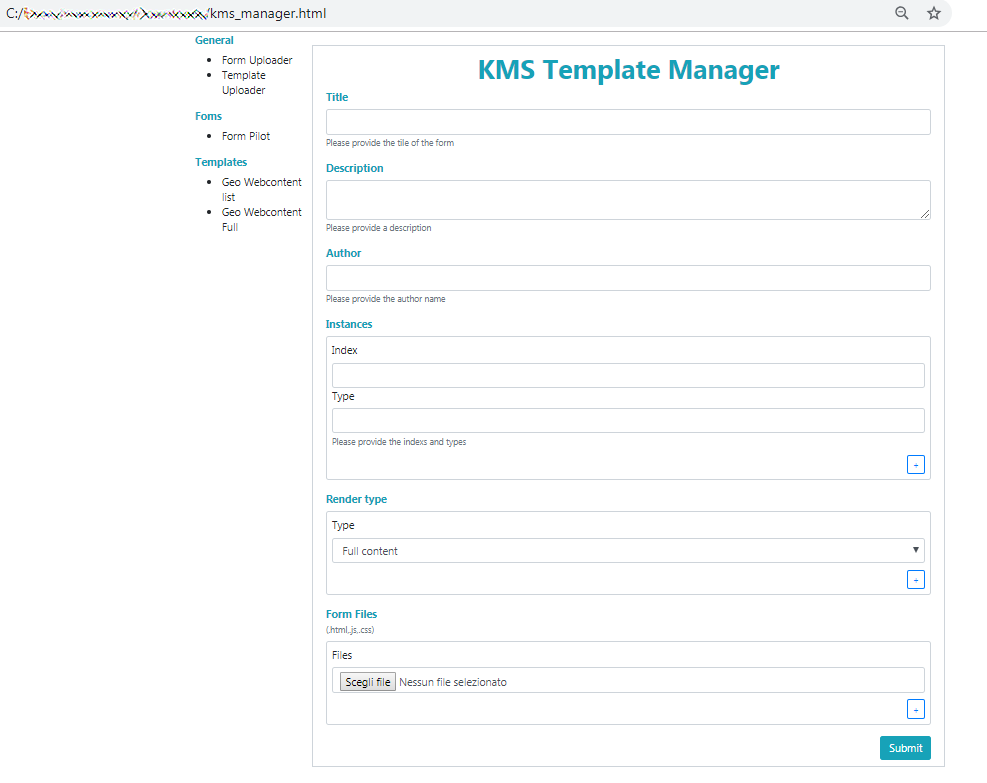 C:/
/kms_manager.html
General
Form Uploader
Template
Uploader
Foms
Form Pilot
Templates
Geo Webcontent
list
Geo Webcontent
Full
KMS Template Manager
Title
Please provide the tile of the form
Description
Please provide a description
Author
Please provide the author name
Instances
Index
Type
Please provide the indexs and types
+
Render type
Type
Full content
+
Form Files
(.html,.js,.css)
Files
Scegli file Nessun file selezionato
+
Submit